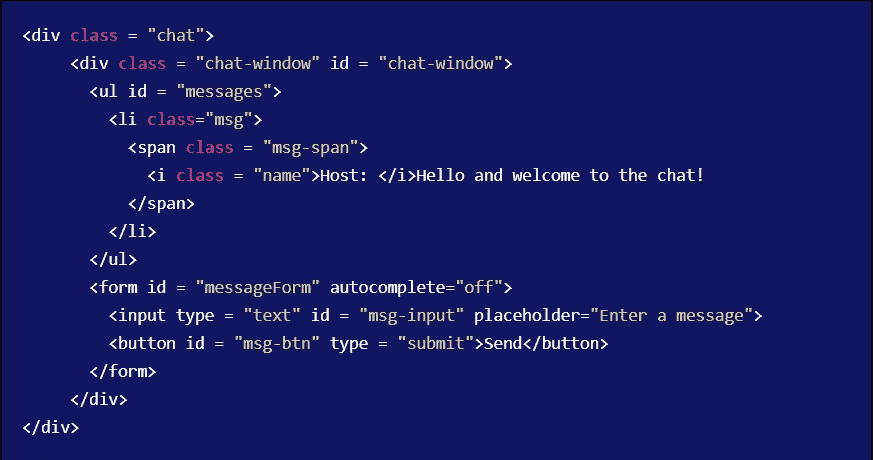 <div class = "chat">
<div class = "chat-window" id = "chat-window">
<ul id = "messages">
<li class="msg">
<span class = "msg-span">
<i class = "name">Host: </i>Hello and welcome to the chat!
</span>
</li>
</ul>
<form id = "messageForm" autocomplete="off">
<input type = "text" id = "msg-input" placeholder="Enter a message">
<button id = "msg-btn" type = "submit">Send</button>
</form>
</div>
</div>